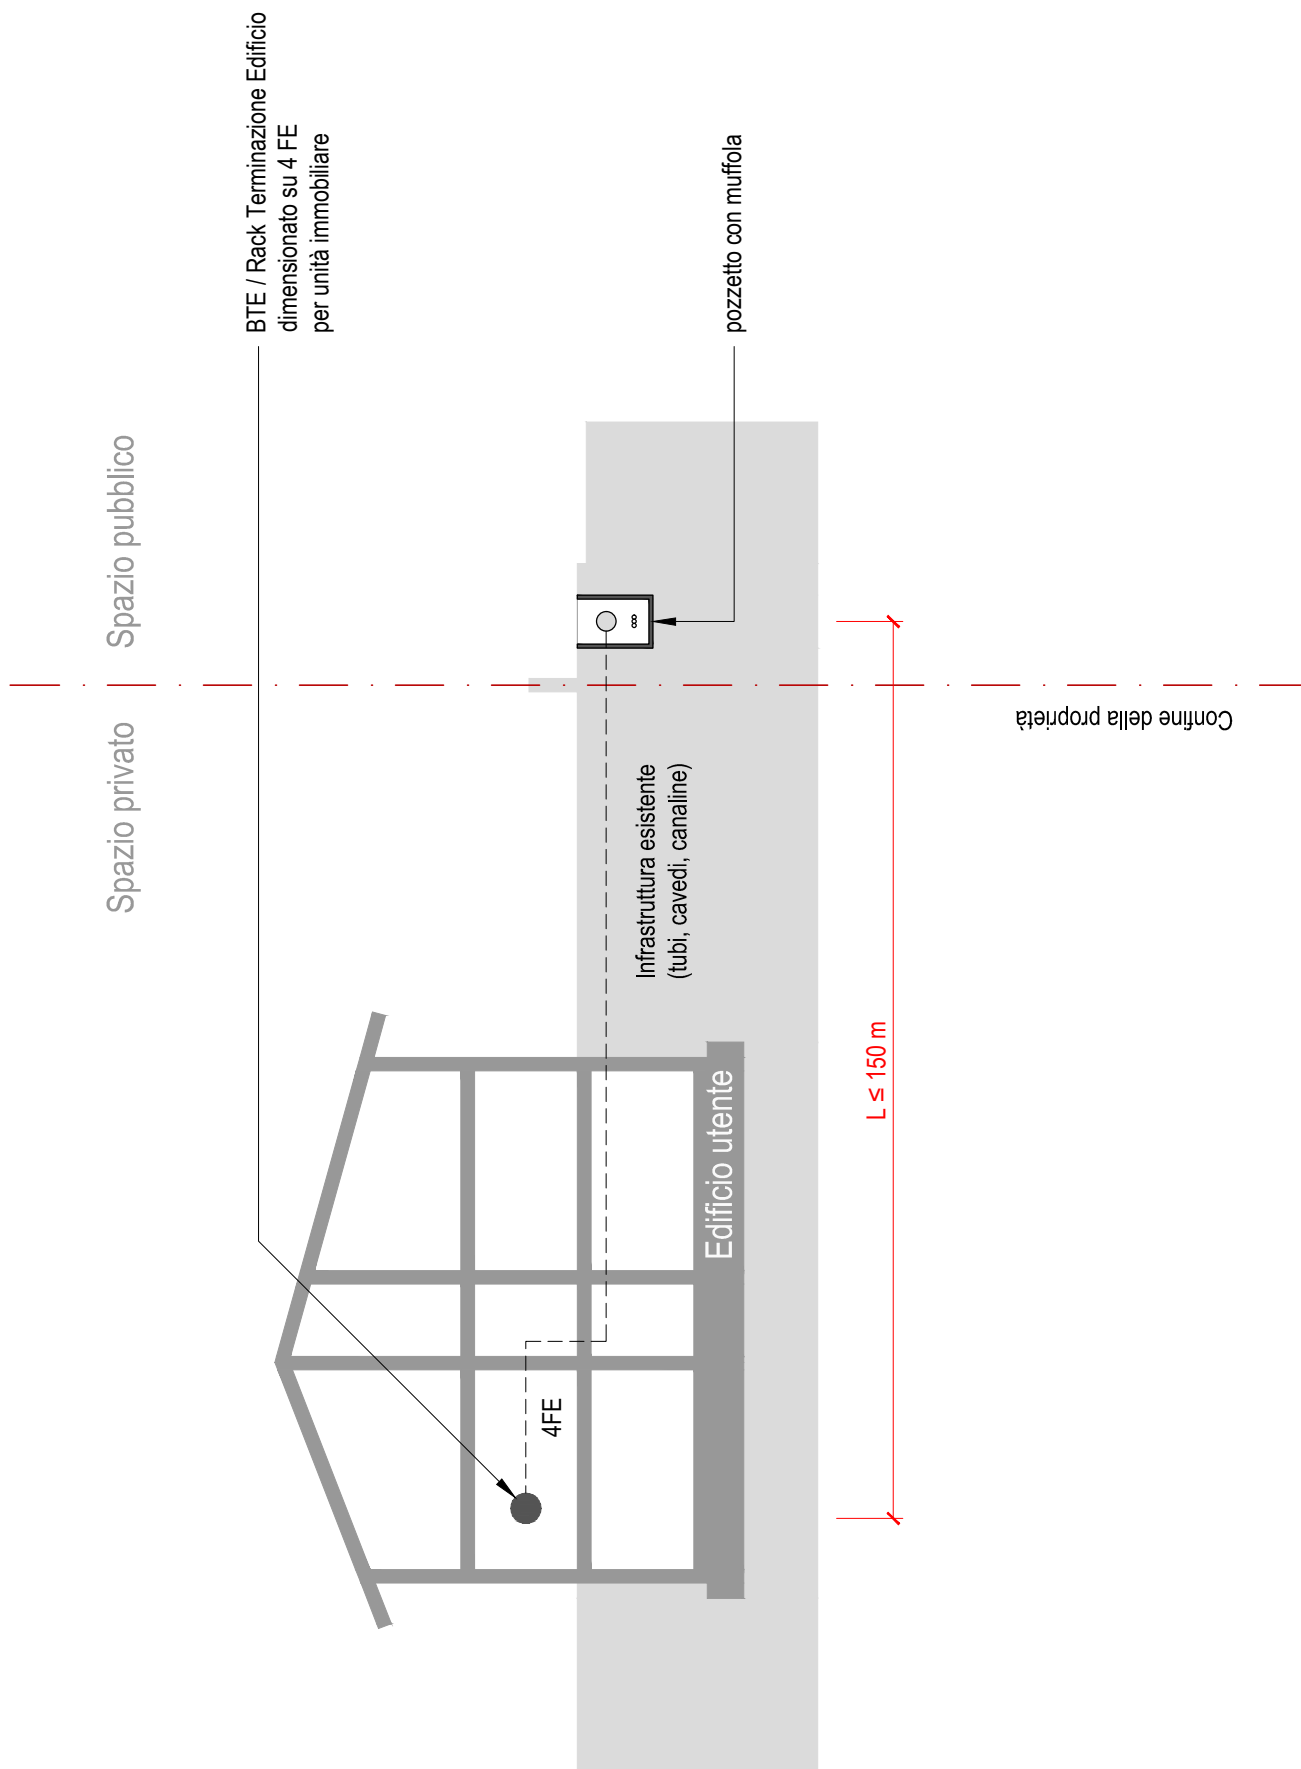 Spazio privato
Spazio pubblico
BTE / Rack Terminazione Edificio
dimensionato su 4 FE
per unità immobiliare
4FE
Infrastruttura esistente
(tubi, cavedi, canaline)
pozzetto con muffola
Edificio utente
L ≤ 150 m
Confine della proprietà